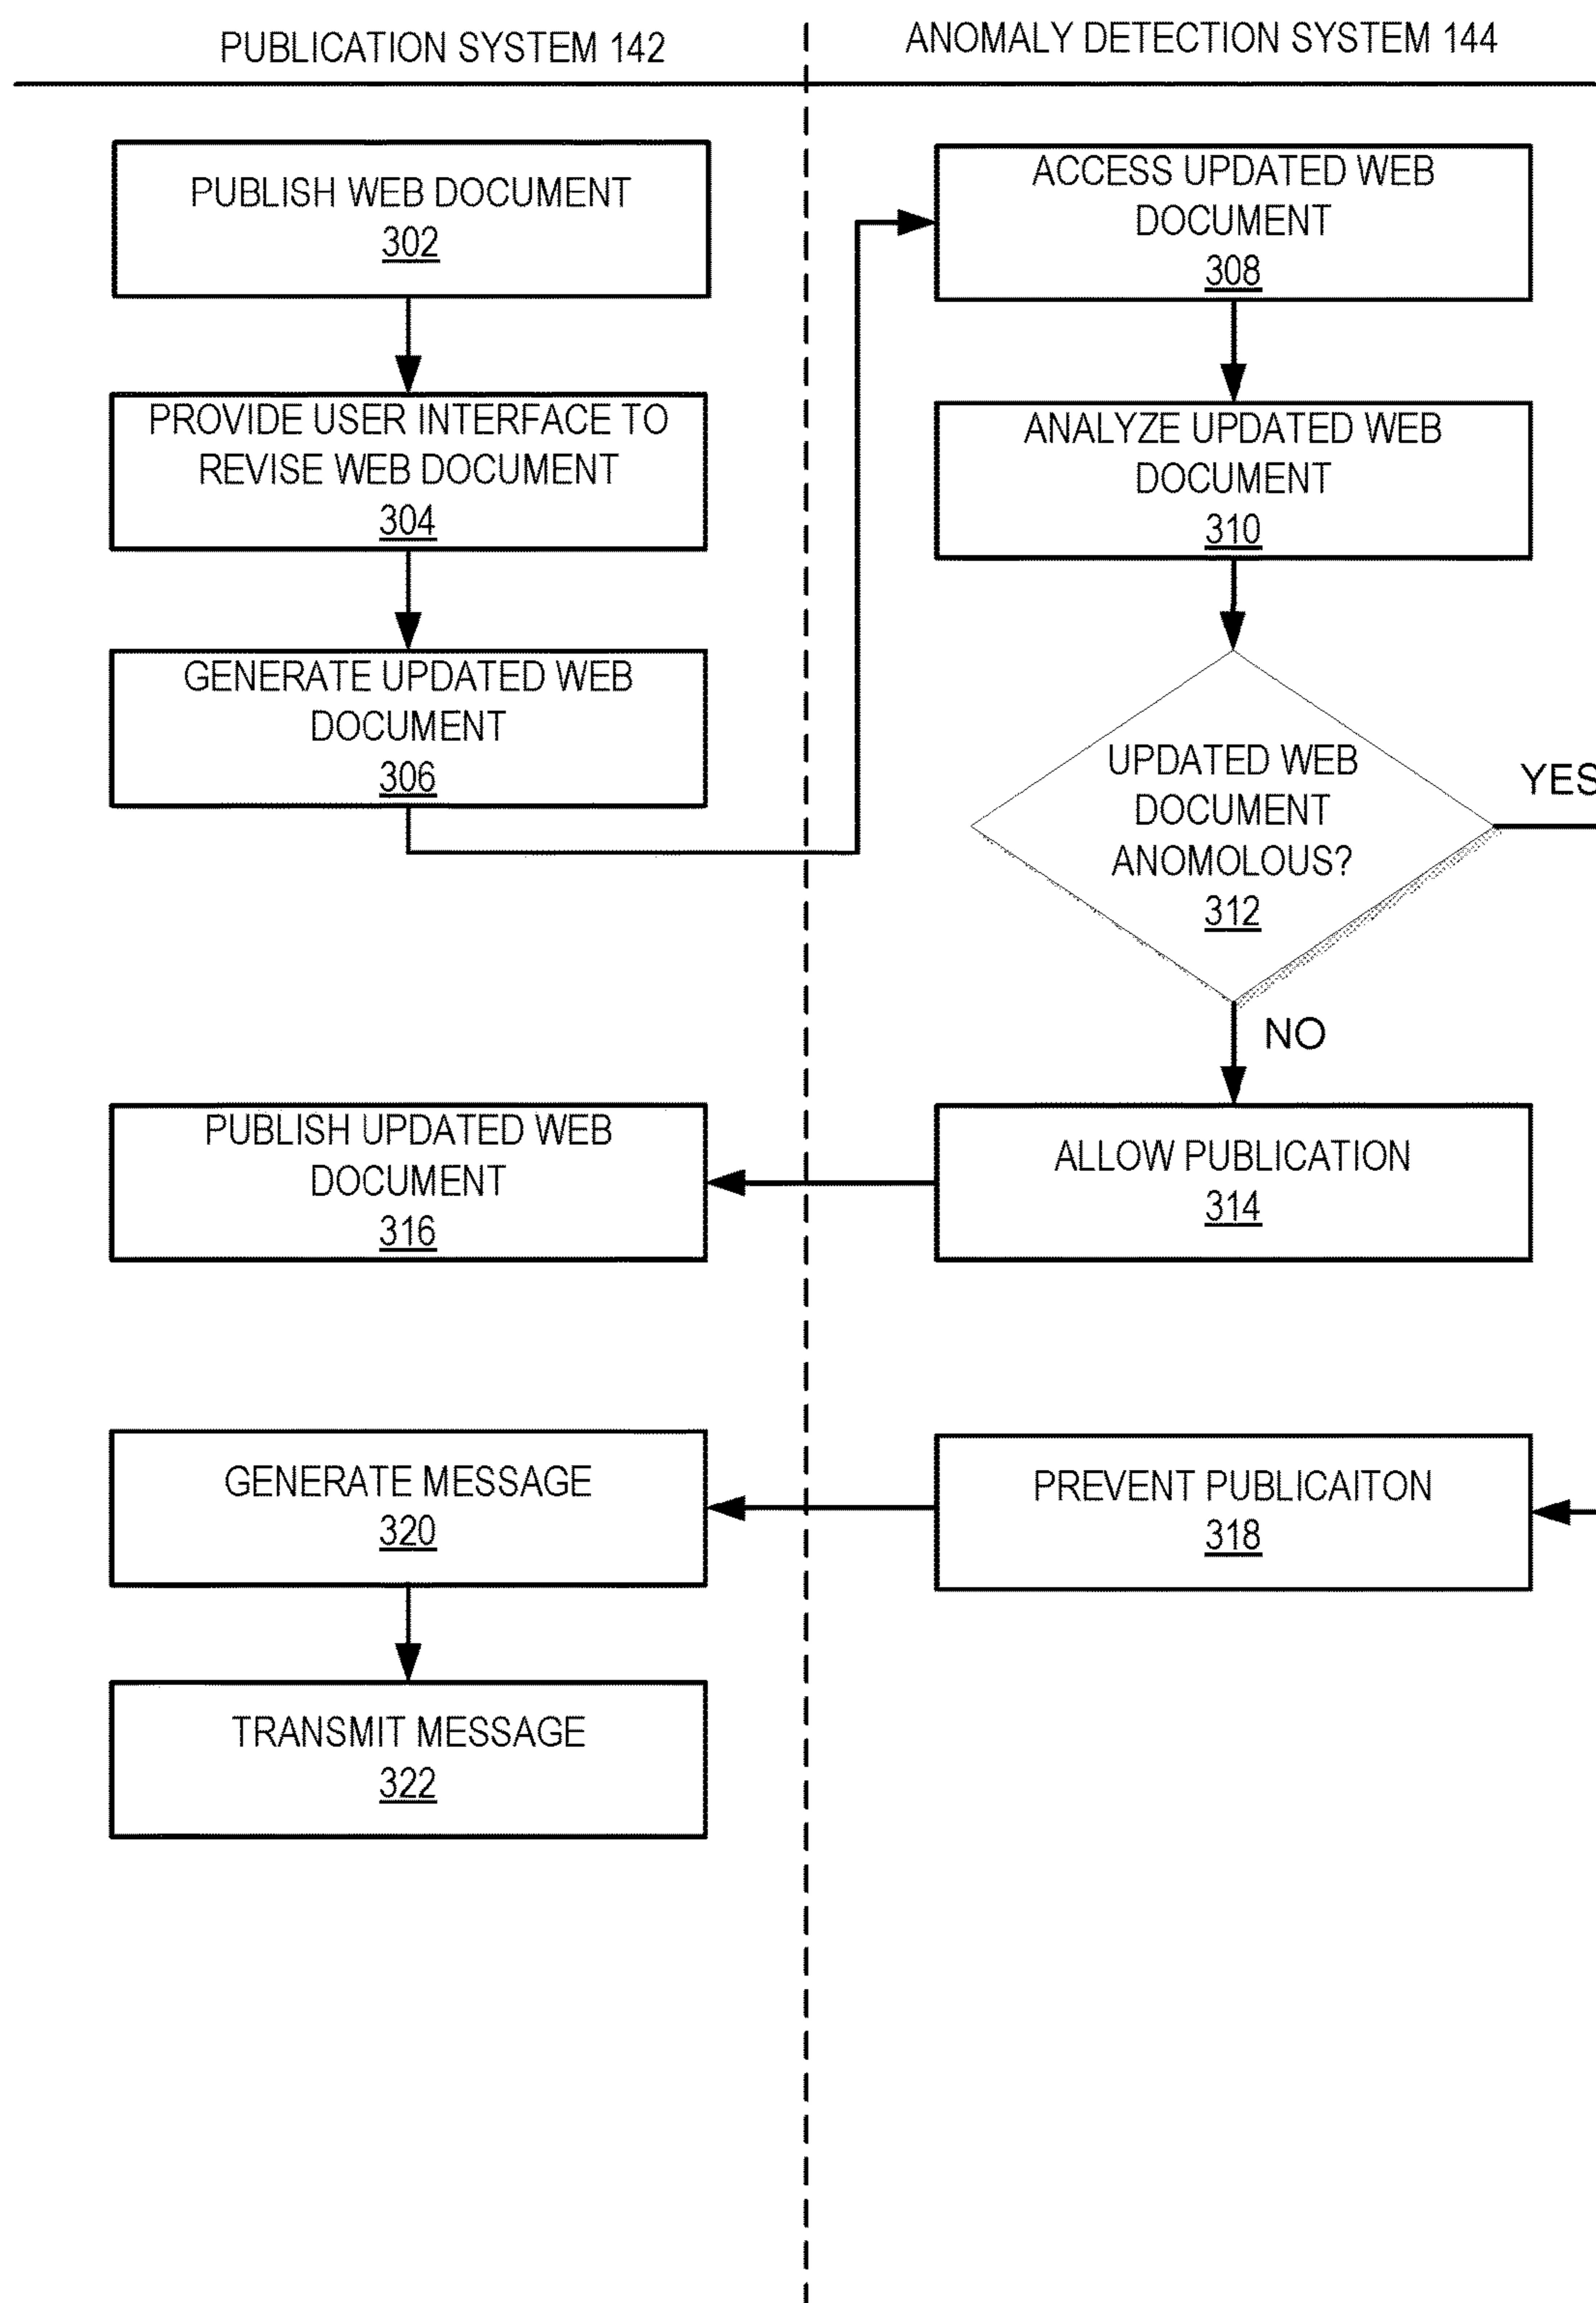 PUBLICATION SYSTEM 142
ANOMALY DETECTION SYSTEM 144
PUBLISH WEB DOCUMENT
302
PROVIDE USER INTERFACE TO
REVISE WEB DOCUMENT
304
GENERATE UPDATED WEB
DOCUMENT
306
ACCESS UPDATED WEB
DOCUMENT
308
ANALYZE UPDATED WEB
DOCUMENT
310
UPDATED WEB
DOCUMENT
ANOMOLOUS?
312
YES
NO
ALLOW PUBLICATION
314
PUBLISH UPDATED WEB
DOCUMENT
316
PREVENT PUBLICAITON
318
GENERATE MESSAGE
320
TRANSMIT MESSAGE
322